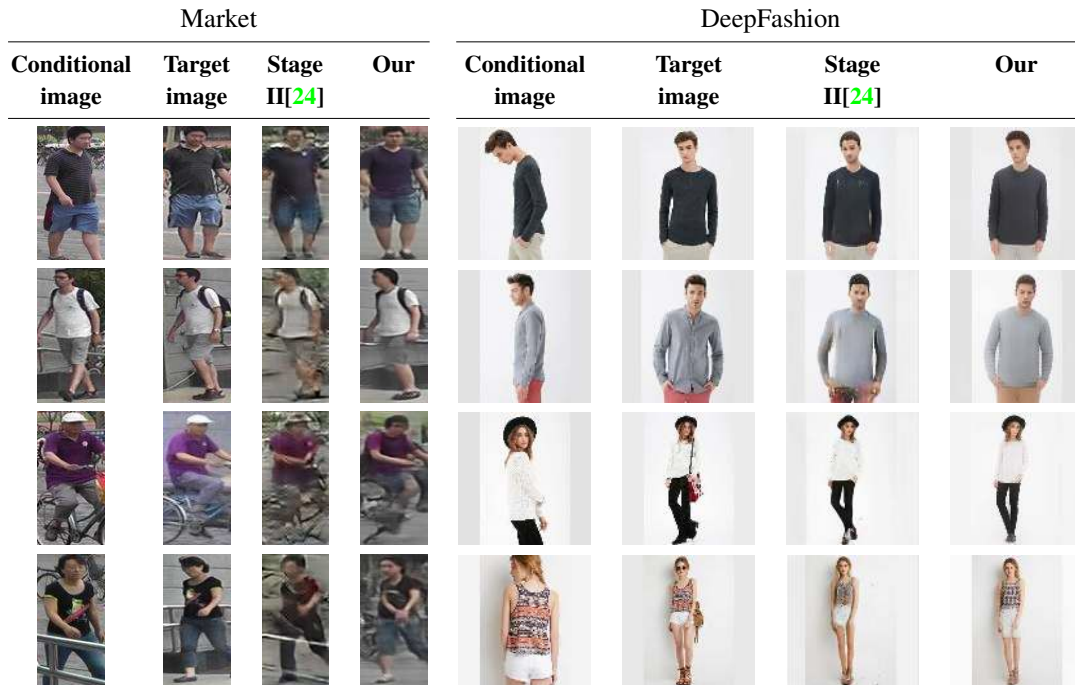 Market
DeepFashion
Conditional image
Target image
Stage II[24]
Our
Conditional image
Target image
Stage II[24]
Our